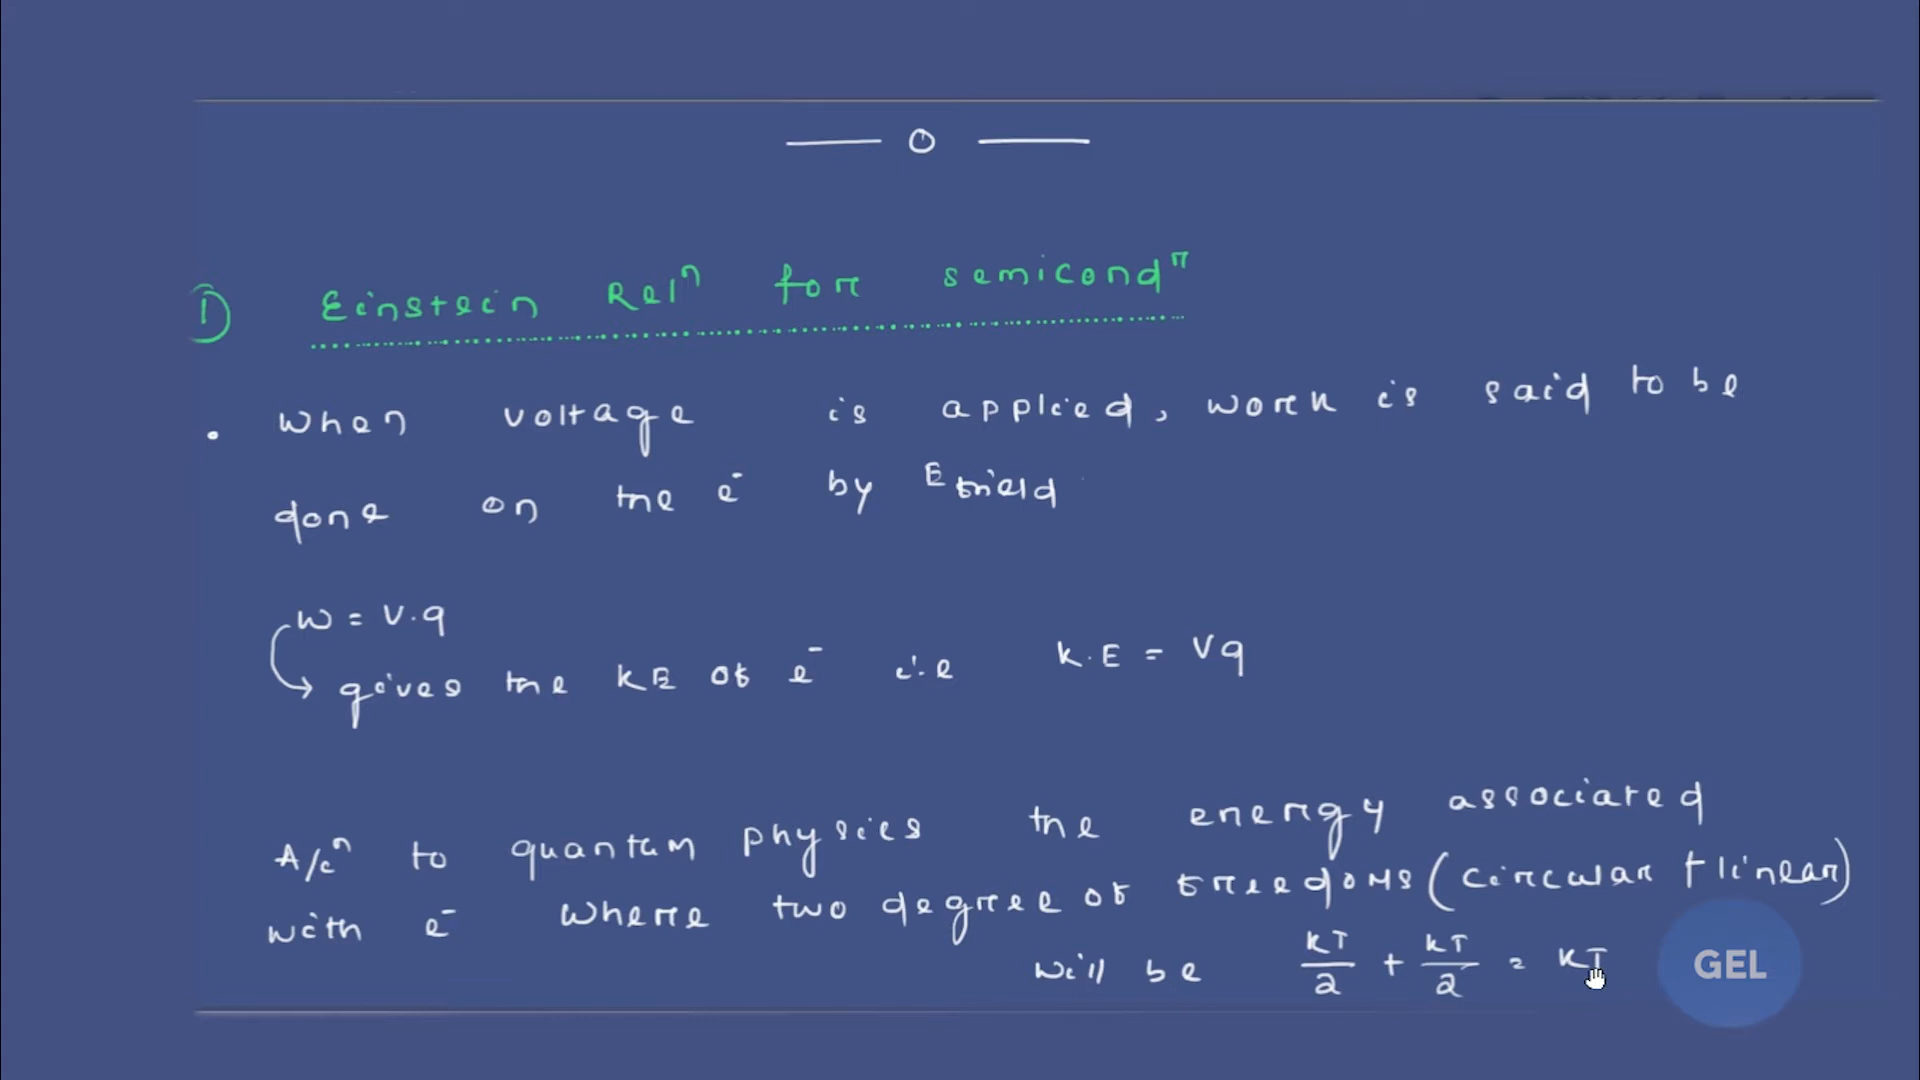 O
1) Einstein Relⁿ for semicondʳ
• When voltage is applied, work is said to be
done on the e⁻ by E field
W = V.q
gives the KE of e⁻ i.e K.E = Vq
A/cⁿ to quantum physics the energy associated
with e⁻ where two degree of freedoms (circular + linear)
will be KT/2 + KT/2 = KT
GEL